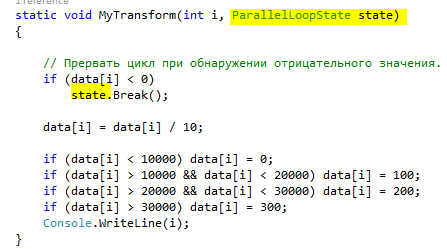 1 reference
static void MyTransform(int i, ParallelLoopState state)
{
// Прервать цикл при обнаружении отрицательного значения.
if (data[i] < 0)
state.Break();
data[i] = data[i] / 10;
if (data[i] < 10000) data[i] = 0;
if (data[i] > 10000 && data[i] < 20000) data[i] = 100;
if (data[i] > 20000 && data[i] < 30000) data[i] = 200;
if (data[i] > 30000) data[i] = 300;
Console.WriteLine(i);
}